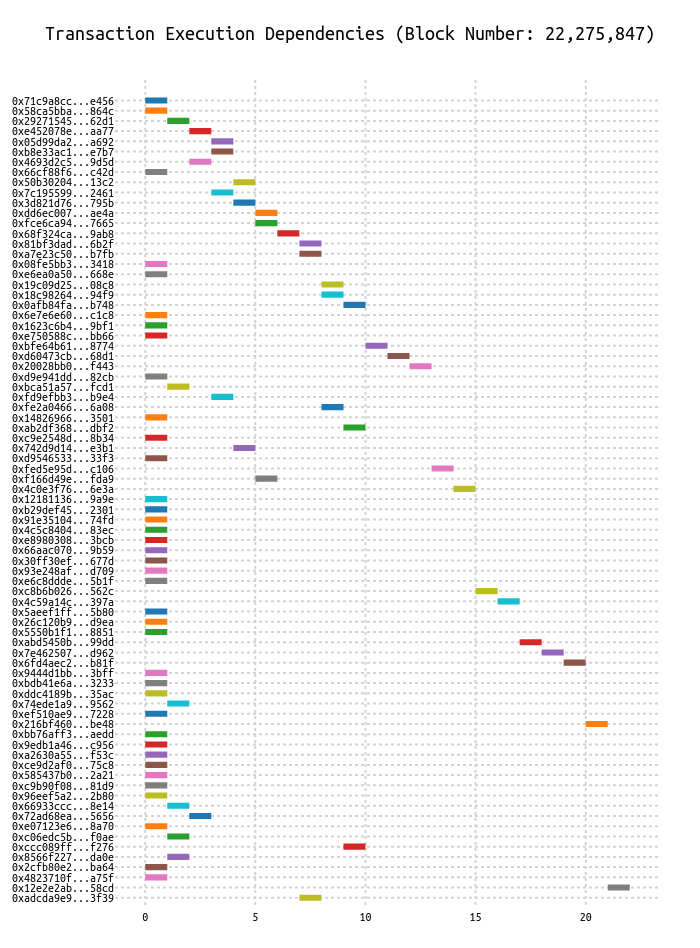 Transaction Execution Dependencies (Block Number: 22,275,847)
0x71c9a8cc...e456
0x58ca5bba...864c
0x29271545...62d1
0xe452078e...aa77
0x05d99da2...a692
0xb8e33ac1...e7b7
0x4693d2c5...9d5d
0x66cf88f6...c42d
0x50b30204...13c2
0x7c195599...2461
0x3d821d76...795b
0xdd6ec007...ae4a
0xfce6ca94...7665
0x68f324ca...9ab8
0x81bf3dad...6b2f
0xa7e23c50...b7fb
0x08fe5bb3...3418
0xe6ea0a50...668e
0x19c09d25...08c8
0x18c98264...94f9
0x0afb84fa...b748
0x6e7e6e60...c1c8
0x1623c6b4...9bf1
0xe750588c...bb66
0xbfe64b61...8774
0xd60473cb...68d1
0x20028bb0...f443
0xd9e941dd...82cb
0xbca51a57...fcd1
0xfd9efbb3...b9e4
0xfe2a0466...6a08
0x14826966...3501
0xab2df368...dbf2
0xc9e2548d...8b34
0x742d9d14...e3b1
0xd9546533...33f3
0xfed5e95d...c106
0xf166d49e...fda9
0x4c0e3f76...6e3a
0x12181136...9a9e
0xb29def45...2301
0x91e35104...74fd
0x4c5c8404...83ec
0xe8980308...3bcb
0x66aac070...9b59
0x30ff30ef...677d
0x93e248af...d709
0xe6c8ddde...5b1f
0xc8b6b026...562c
0x4c59a14c...397a
0x5aeef1ff...5b80
0x26c120b9...d9ea
0x5550b1f1...8851
0xabd5450b...99dd
0x7e462507...d962
0x6fd4aec2...b81f
0x9444d1bb...3bff
0xbdb41e6a...3233
0xddc4189b...35ac
0x74ede1a9...9562
0xef510ae9...7228
0x216bf460...be48
0xbb76aff3...aedd
0x9edb1a46...c956
0xa2630a55...f53c
0xce9d2af0...75c8
0x585437b0...2a21
0xc9b90f08...81d9
0x96eef5a2...2b80
0x66933ccc...8e14
0x72ad68ea...5656
0xe07123e6...8a70
0xc06edc5b...f0ae
0xccc089ff...f276
0x8566f227...da0e
0x2cfb80e2...ba64
0x4823710f...a75f
0x12e2e2ab...58cd
0xadcda9e9...3f39
0 5 10 15 20